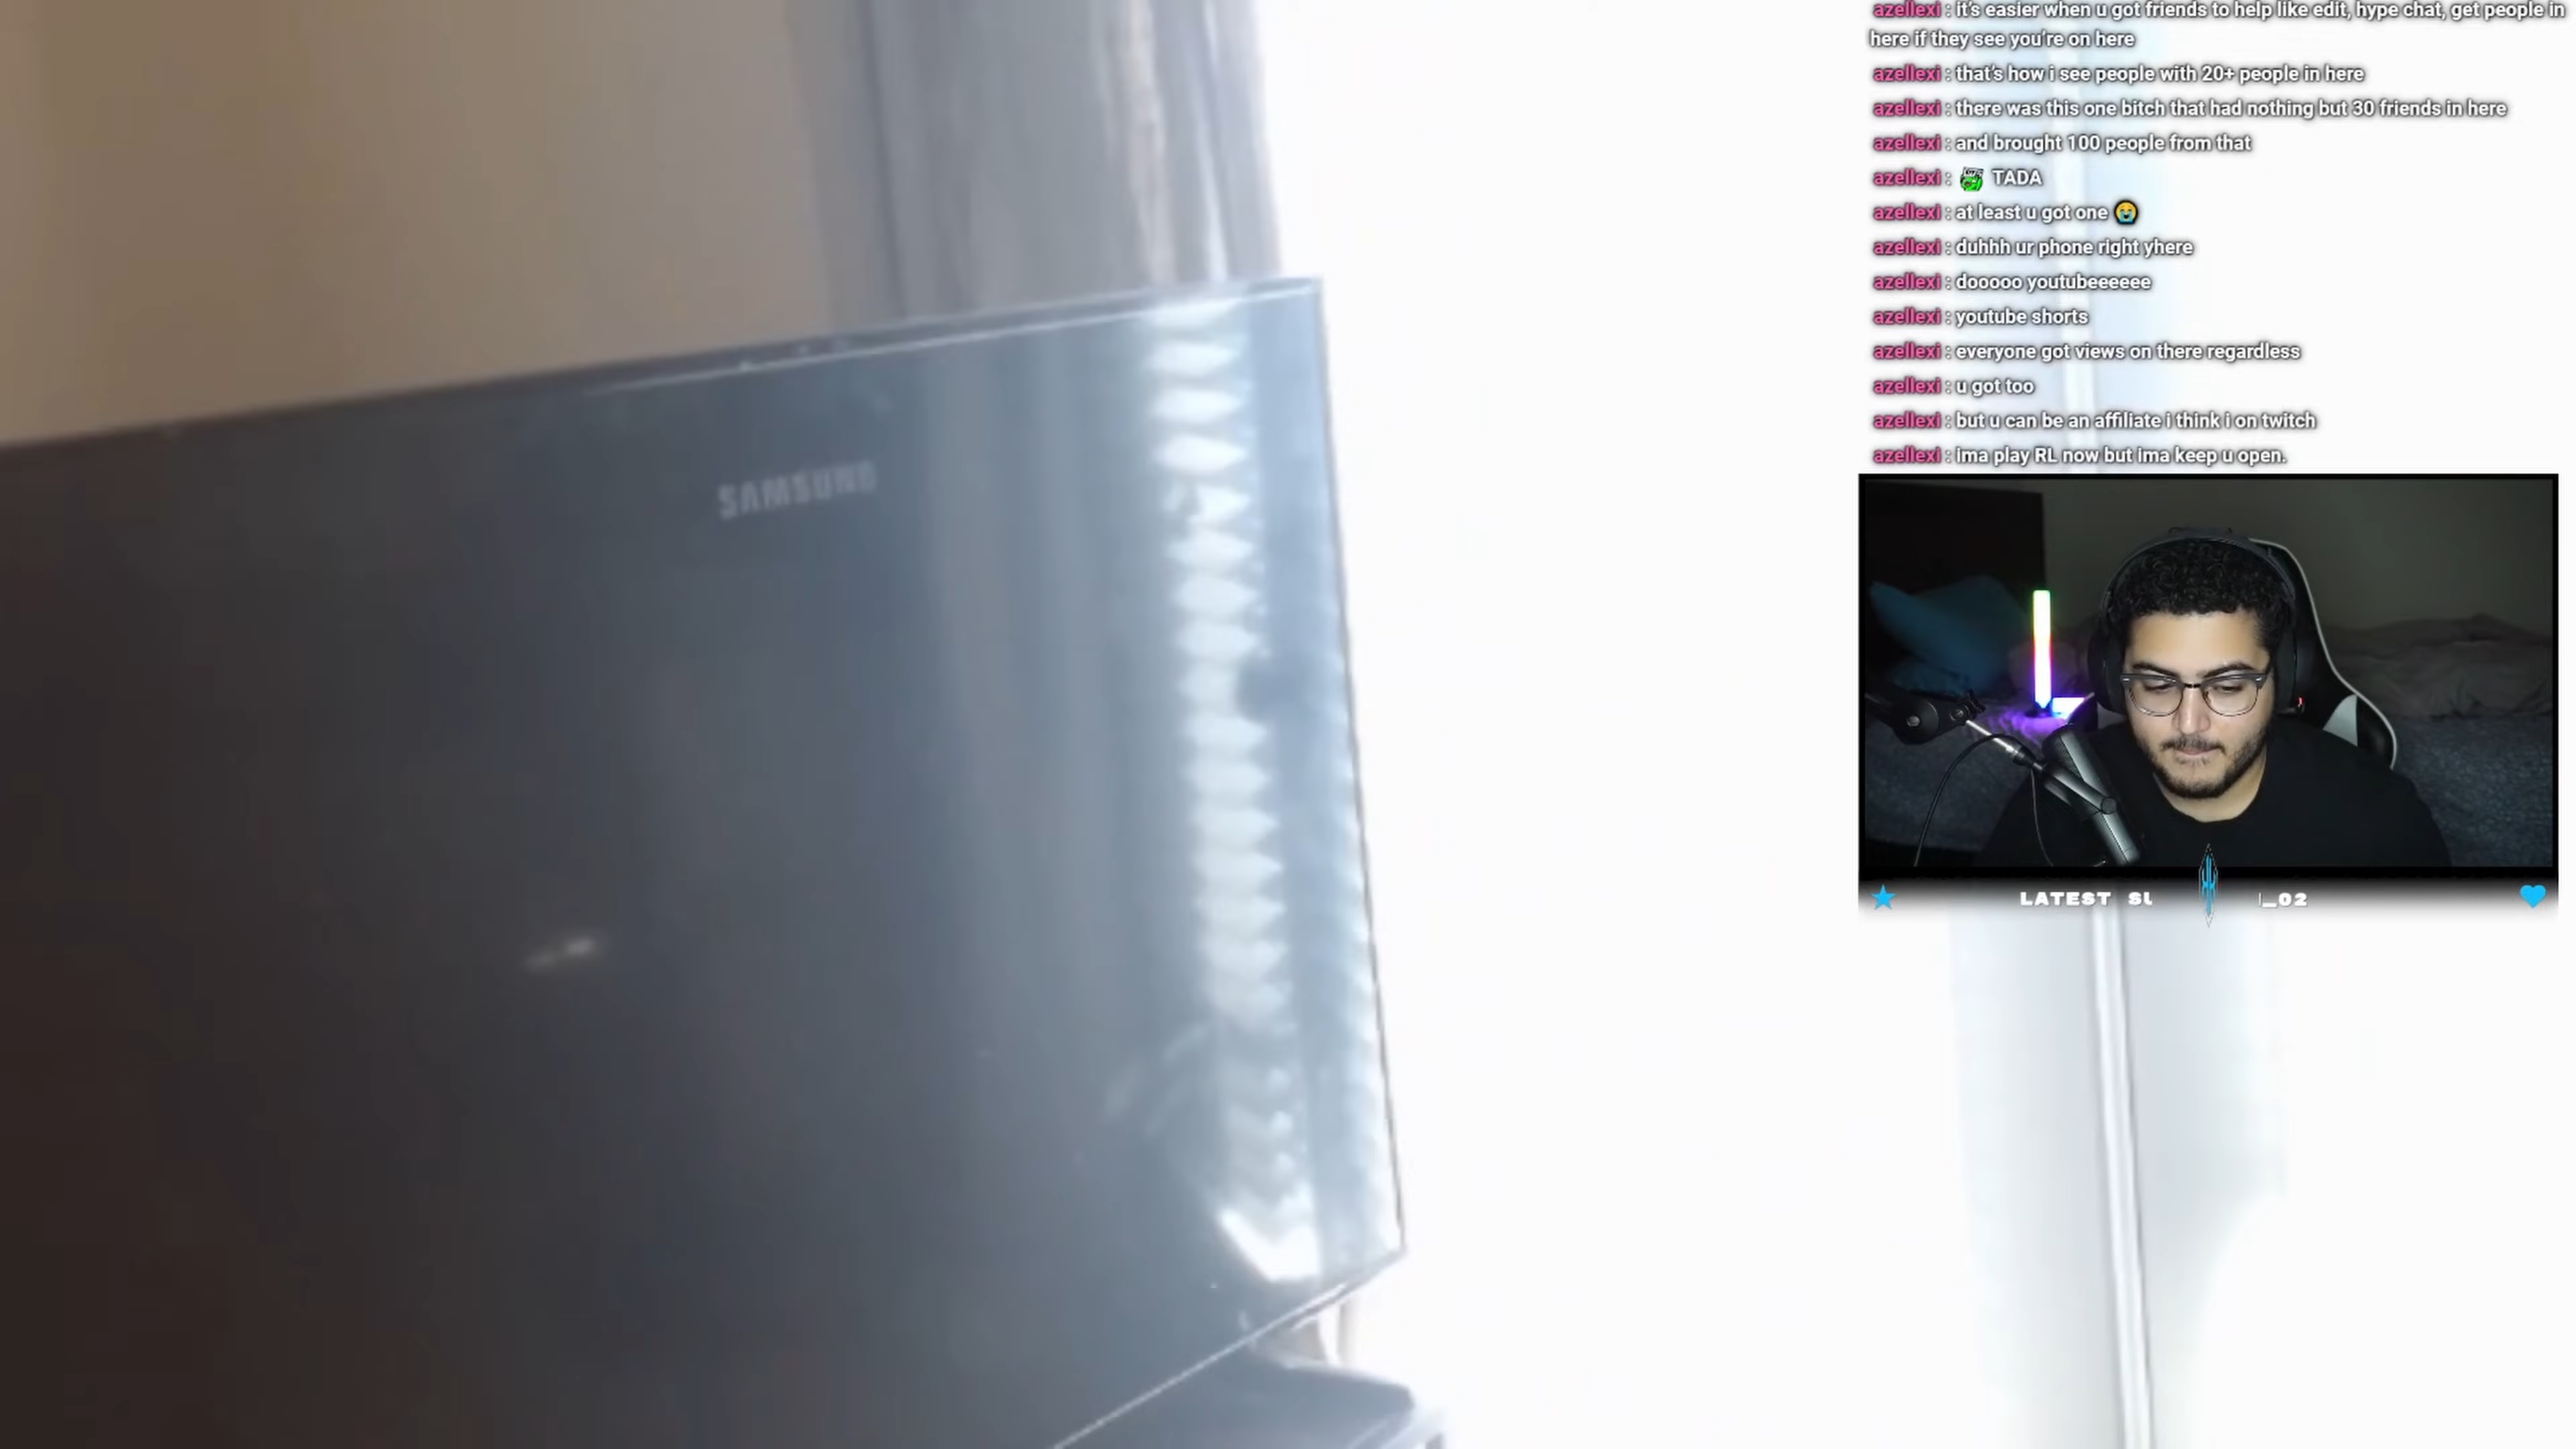 azellexi : it's easier when u got friends to help like edit, hype chat, get people in
here if they see you're on here
azellexi : that's how i see people with 20+ people in here
azellexi : there was this one bitch that had nothing but 30 friends in here
azellexi : and brought 100 people from that
azellexi : TADA
azellexi : at least u got one 😭
azellexi : duhhh ur phone right yhere
azellexi : dooooo youtubeeeeee
azellexi : youtube shorts
azellexi : everyone got views on there regardless
azellexi : u got too
azellexi : but u can be an affiliate i think i on twitch
azellexi : ima play RL now but ima keep u open.
SAMSUNG
LATEST
_02